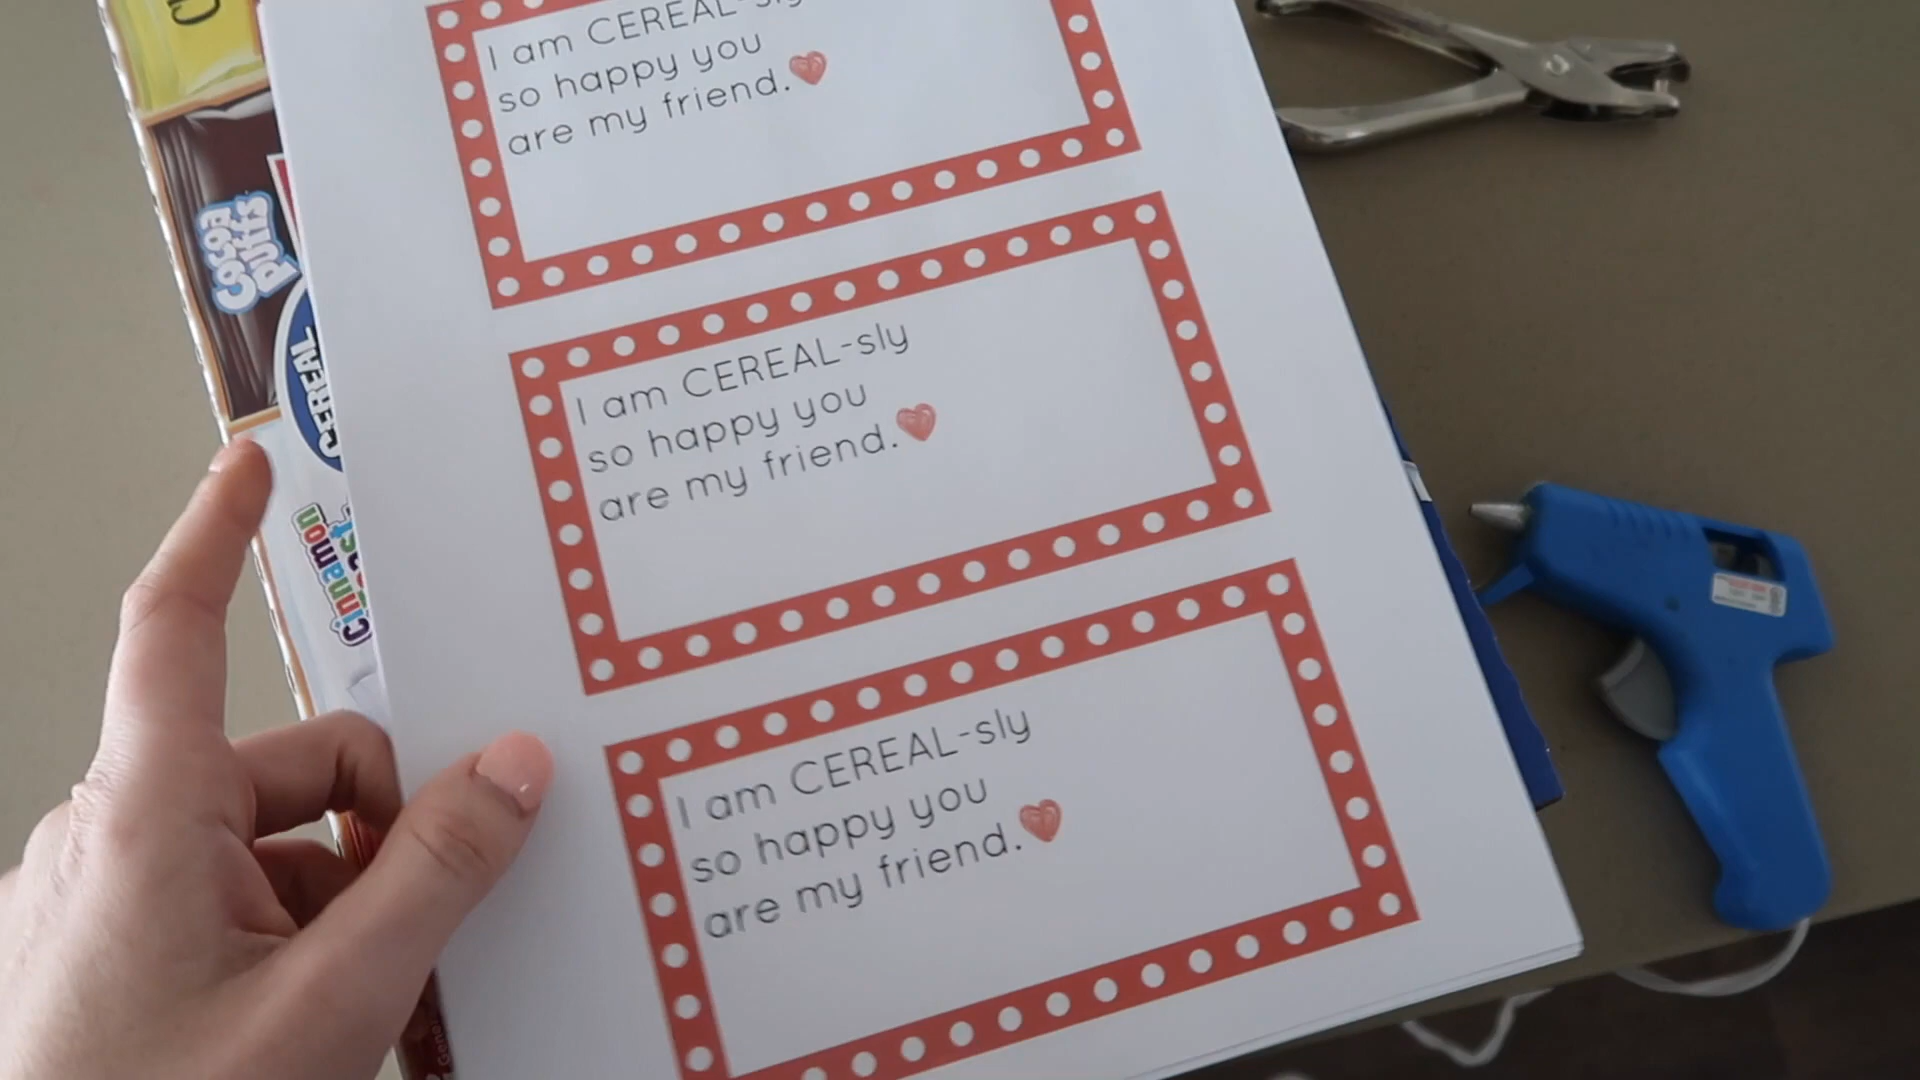 I am CEREAL-sly
so happy you
are my friend.
I am CEREAL-sly
so happy you
are my friend.
I am CEREAL-sly
so happy you
are my friend.
COCOA
PUFFS
CEREAL
Cinnamon